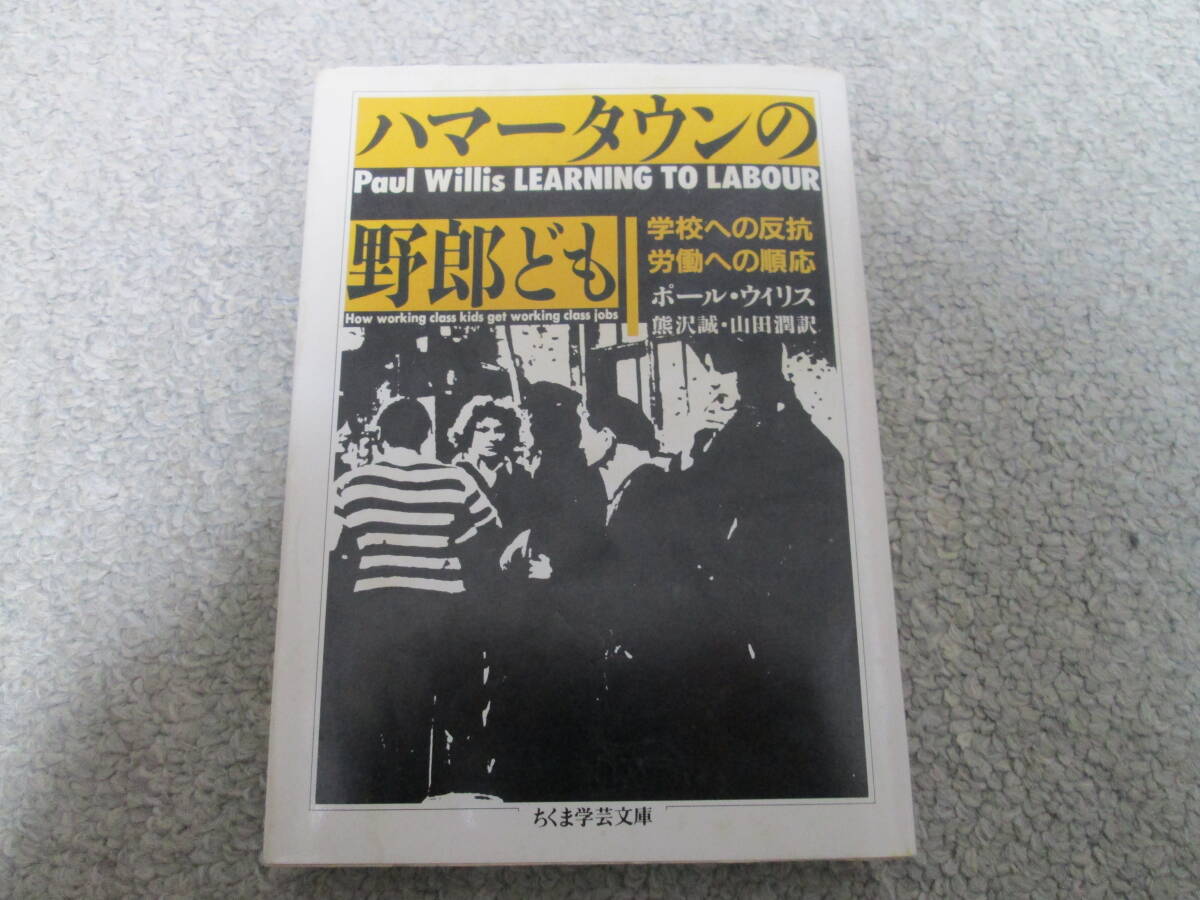 ハマータウンの
Paul Willis LEARNING TO LABOUR
野郎ども
How working class kids get working class jobs
学校への反抗
労働への順応
ポール・ウィリス
熊沢誠・山田潤訳
ちくま学芸文庫